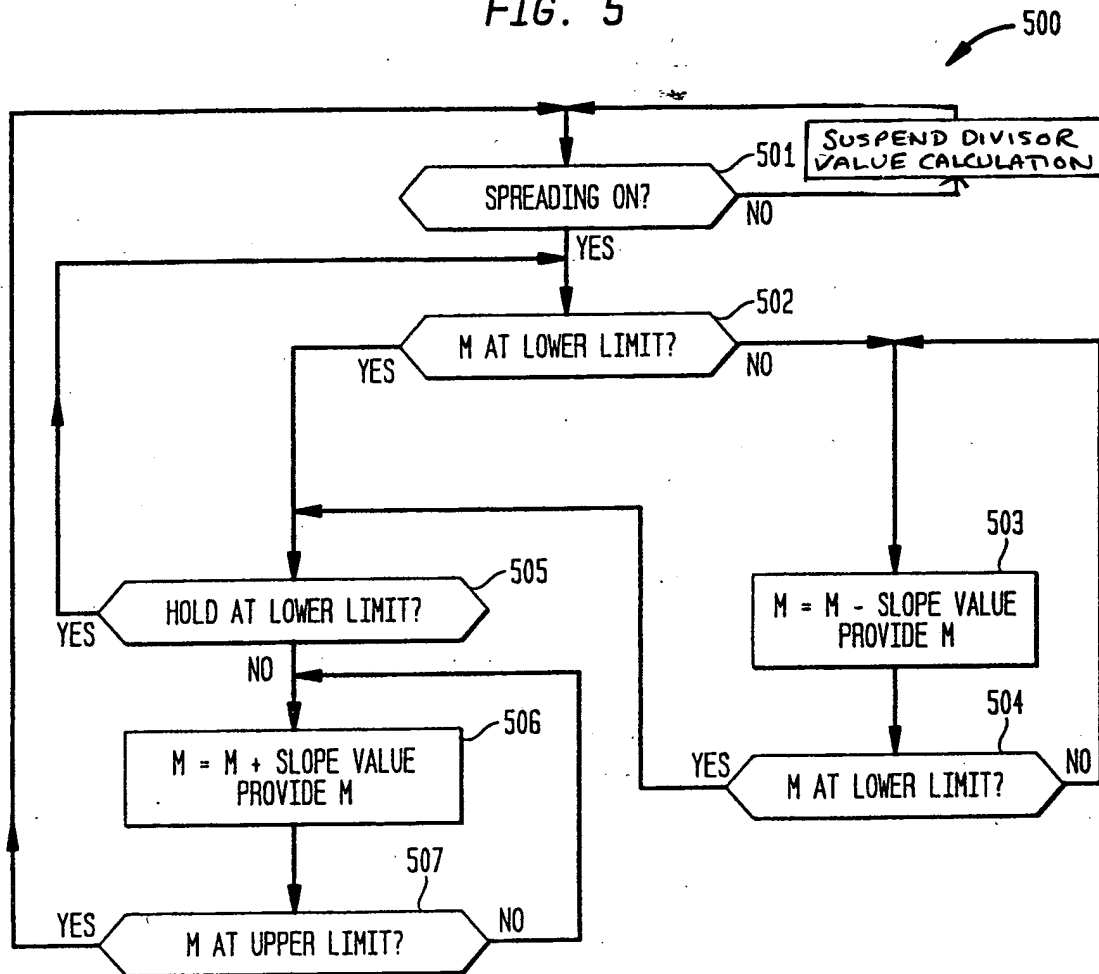 FIG. 5
500
SUSPEND DIVISOR
VALUE CALCULATION
501
SPREADING ON?
NO
YES
502
M AT LOWER LIMIT?
YES
NO
503
505
HOLD AT LOWER LIMIT?
M = M - SLOPE VALUE
PROVIDE M
YES
NO
504
506
M = M + SLOPE VALUE
PROVIDE M
YES
M AT LOWER LIMIT?
NO
507
YES
NO
M AT UPPER LIMIT?